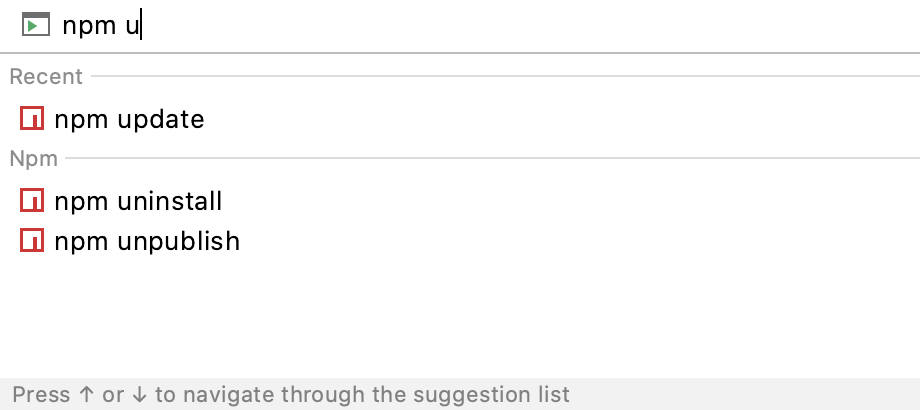 npm u
Recent
npm update
Npm
npm uninstall
npm unpublish
Press ↑ or ↓ to navigate through the suggestion list